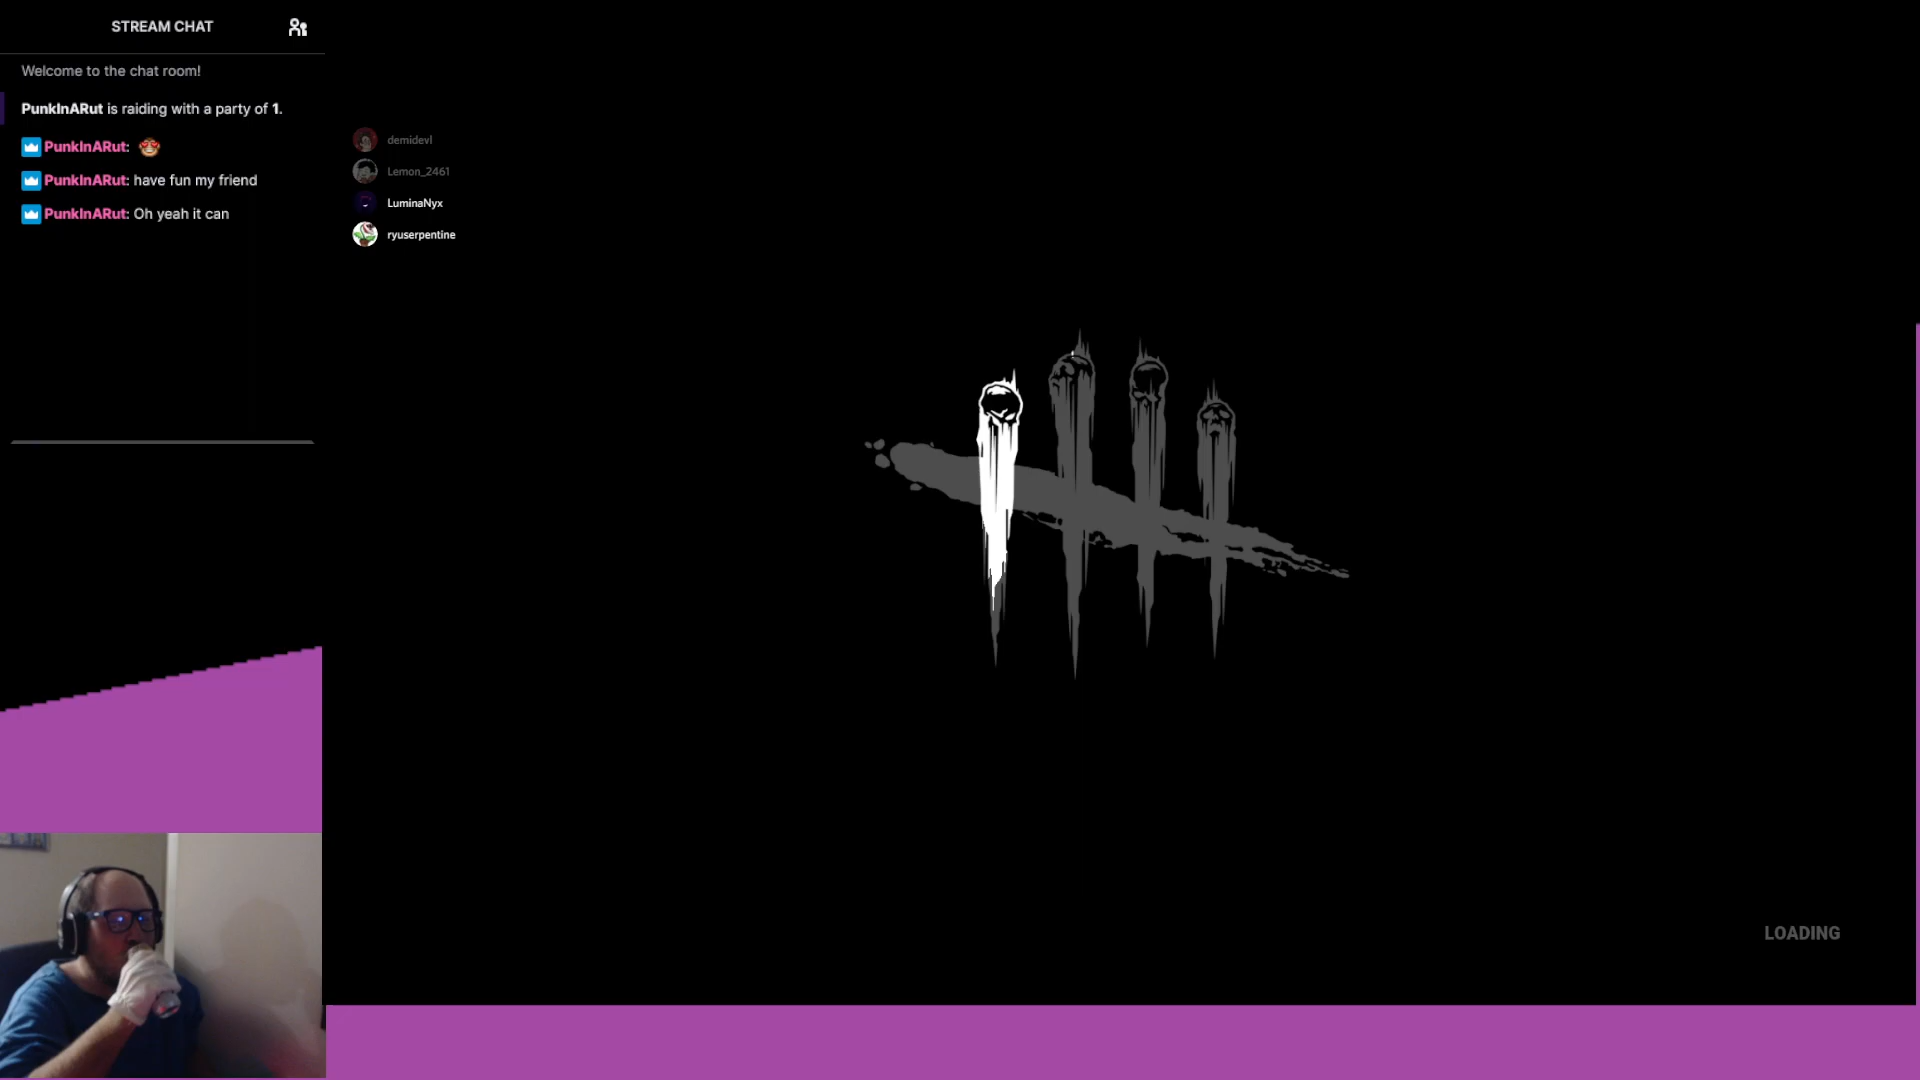 STREAM CHAT
Welcome to the chat room!
PunkInARut is raiding with a party of 1.
PunkInARut:
PunkInARut: have fun my friend
PunkInARut: Oh yeah it can
demidevl
Lemon_2461
LuminaNyx
ryuserpentine
LOADING